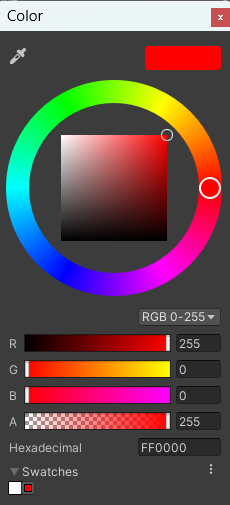 Color
RGB 0-255
R 255
G 0
B 0
A 255
Hexadecimal FF0000
Swatches